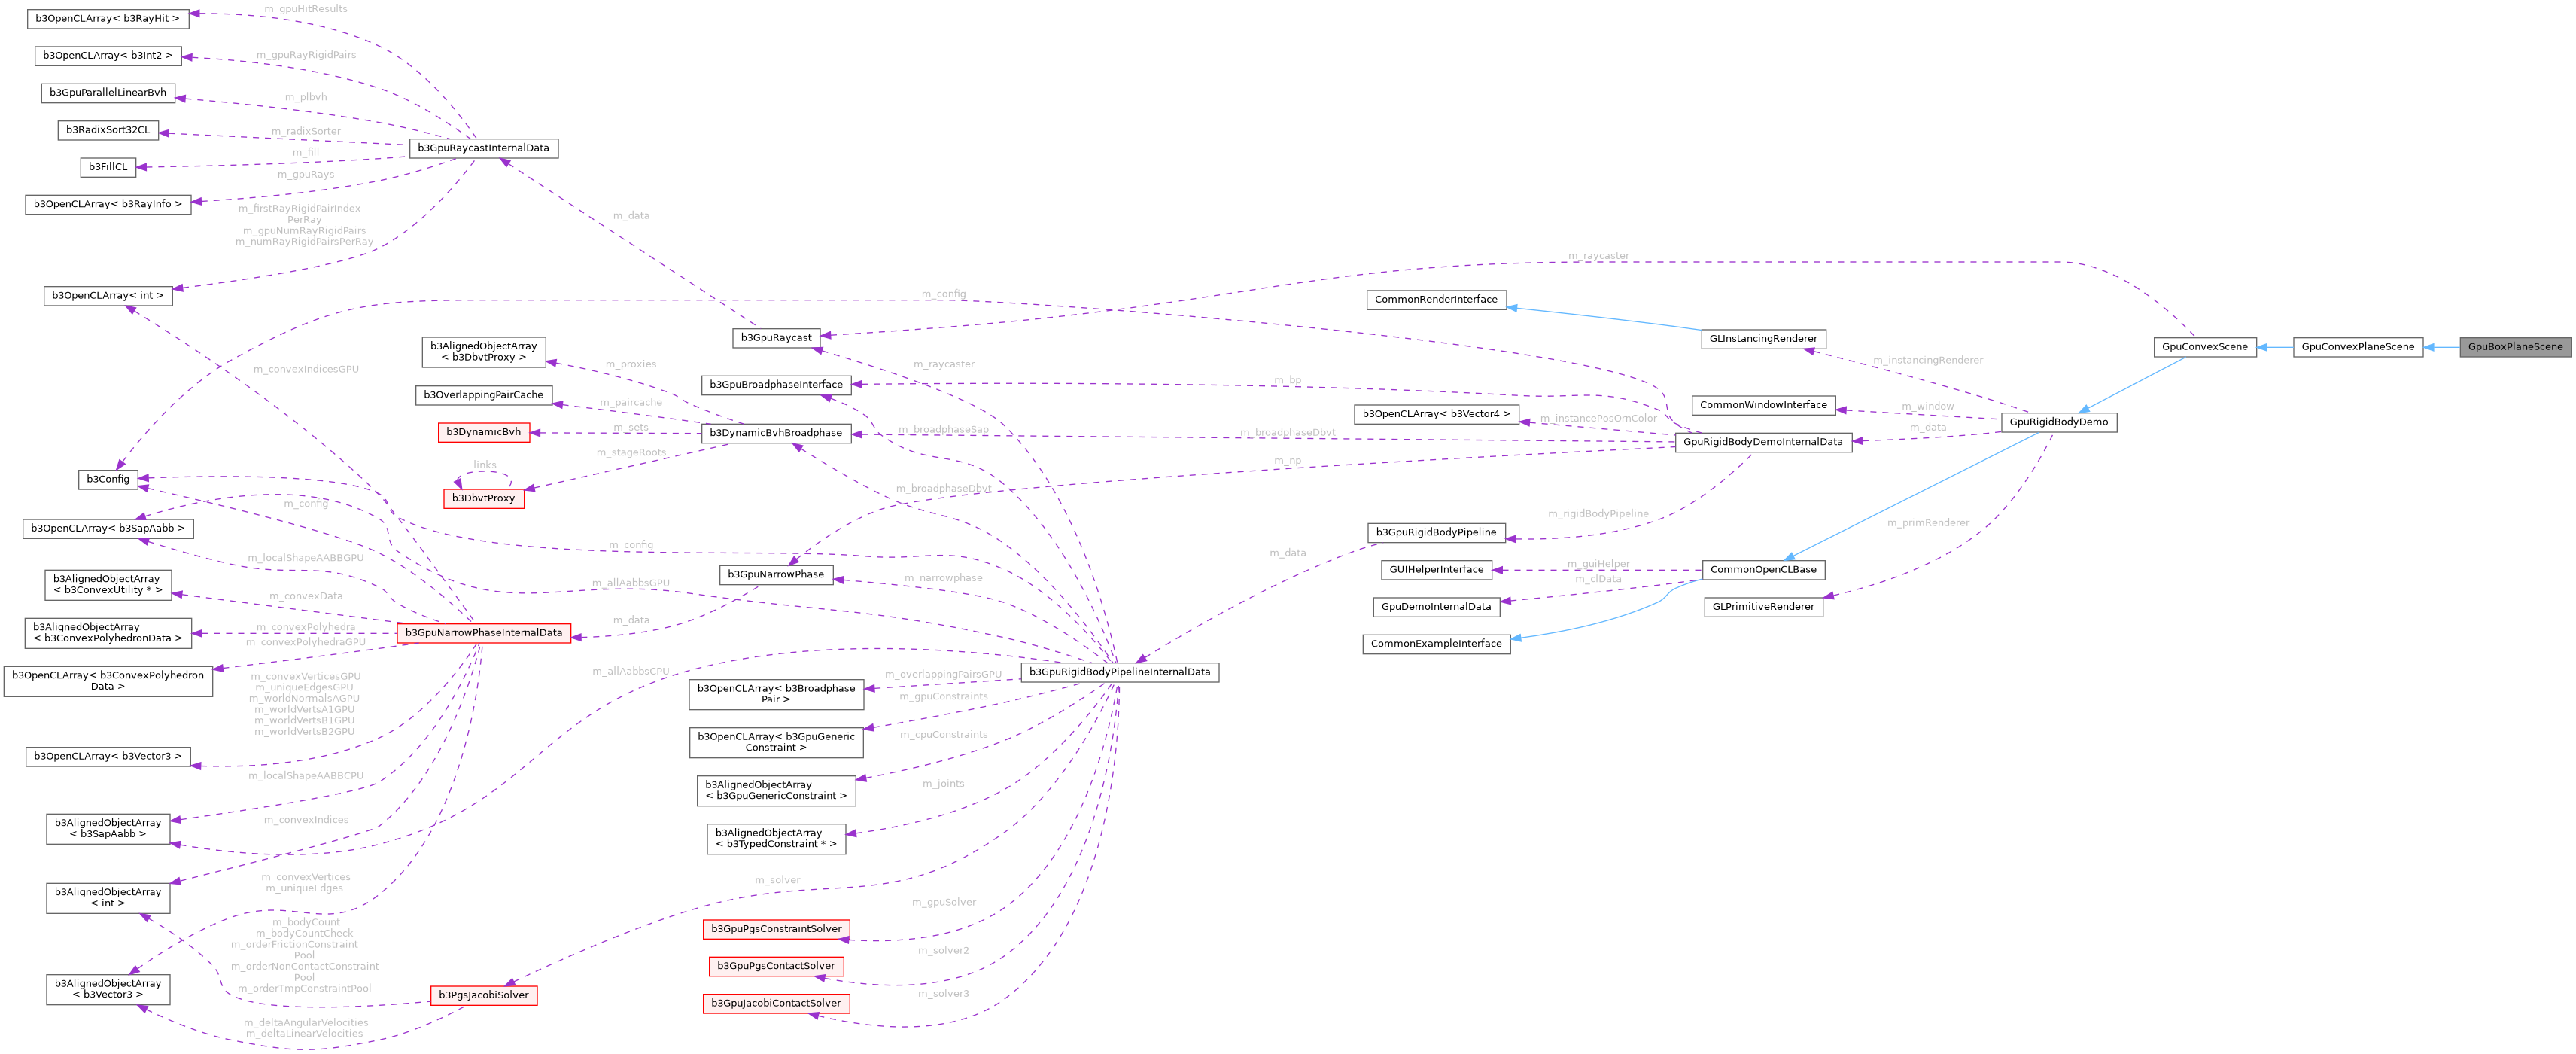 b3OpenCLArray< b3RayHit >
b3OpenCLArray< b3Int2 >
b3GpuParallelLinearBvh
b3RadixSort32CL
b3FillCL
b3OpenCLArray< b3RayInfo >
b3OpenCLArray< int >
b3Config
b3OpenCLArray< b3SapAabb >
b3AlignedObjectArray
< b3ConvexUtility * >
b3AlignedObjectArray
< b3ConvexPolyhedronData >
b3OpenCLArray< b3ConvexPolyhedron
Data >
b3OpenCLArray< b3Vector3 >
b3AlignedObjectArray
< b3SapAabb >
b3AlignedObjectArray
< int >
b3AlignedObjectArray
< b3Vector3 >
m_gpuHitResults
m_gpuRayRigidPairs
m_plbvh
m_radixSorter
m_fill
m_gpuRays
m_firstRayRigidPairIndex
PerRay
m_gpuNumRayRigidPairs
m_numRayRigidPairsPerRay
m_convexIndicesGPU
m_config
m_localShapeAABBGPU
m_convexData
m_convexPolyhedra
m_convexPolyhedraGPU
m_convexVerticesGPU
m_uniqueEdgesGPU
m_worldNormalsAGPU
m_worldVertsA1GPU
m_worldVertsB1GPU
m_worldVertsB2GPU
m_localShapeAABBCPU
m_convexIndices
m_convexVertices
m_uniqueEdges
m_bodyCount
m_bodyCountCheck
m_orderFrictionConstraint
Pool
m_orderNonContactConstraint
Pool
m_orderTmpConstraintPool
m_deltaAngularVelocities
m_deltaLinearVelocities
b3GpuRaycastInternalData
b3AlignedObjectArray
< b3DbvtProxy >
b3OverlappingPairCache
b3DynamicBvh
links
b3DbvtProxy
b3GpuNarrowPhaseInternalData
b3PgsJacobiSolver
m_data
m_proxies
m_paircache
m_sets
m_stageRoots
m_config
m_allAabbsGPU
m_data
m_allAabbsCPU
b3GpuRaycast
b3GpuBroadphaseInterface
b3DynamicBvhBroadphase
b3GpuNarrowPhase
b3OpenCLArray< b3Broadphase
Pair >
b3OpenCLArray< b3GpuGeneric
Constraint >
b3AlignedObjectArray
< b3GpuGenericConstraint >
b3AlignedObjectArray
< b3TypedConstraint * >
m_solver
b3GpuPgsConstraintSolver
b3GpuPgsContactSolver
b3GpuJacobiContactSolver
m_config
m_raycaster
m_broadphaseSap
m_broadphaseDbvt
m_narrowphase
m_overlappingPairsGPU
m_gpuConstraints
m_cpuConstraints
m_joints
m_gpuSolver
m_solver2
m_solver3
b3GpuRigidBodyPipelineInternalData
m_bp
m_broadphaseDbvt
m_np
m_data
CommonRenderInterface
b3OpenCLArray< b3Vector4 >
b3GpuRigidBodyPipeline
GUIHelperInterface
GpuDemoInternalData
CommonExampleInterface
m_raycaster
m_instancePosOrnColor
m_rigidBodyPipeline
m_guiHelper
m_clData
GLInstancingRenderer
CommonWindowInterface
GpuRigidBodyDemoInternalData
CommonOpenCLBase
GLPrimitiveRenderer
m_instancingRenderer
m_window
m_data
m_primRenderer
GpuRigidBodyDemo
GpuConvexScene
GpuConvexPlaneScene
GpuBoxPlaneScene